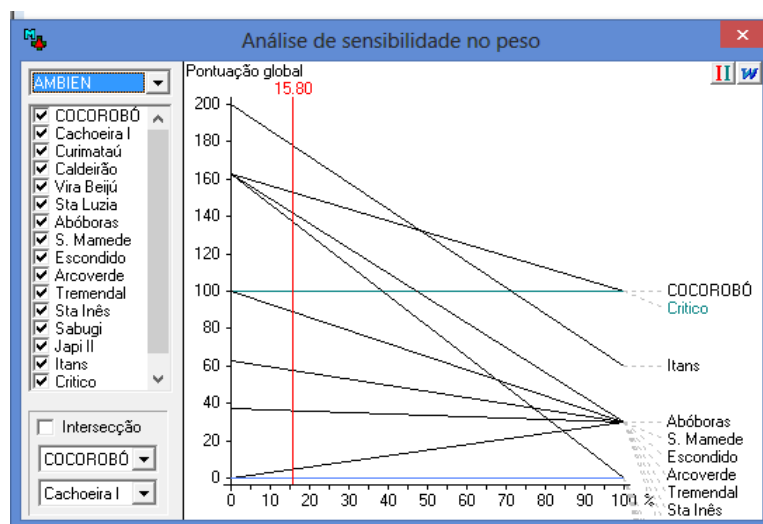 Análise de sensibilidade no peso
x
AMBIEN
COCOROBÓ
Cachoeira I
Curimataú
Caldeirão
Vira Beijú
Sta Luzia
Abóboras
S. Mamede
Escondido
Arcoverde
Tremendal
Sta Inês
Sabugi
Japi II
Itans
Critico
Intersecção
COCOROBÓ
Cachoeira I
Pontuação global
15.80
200
180
160
140
120
100
80
60
40
20
0
0 10 20 30 40 50 60 70 80 90 100 %
COCOROBÓ
Critico
Itans
Abóboras
S. Mamede
Escondido
Arcoverde
Tremendal
Sta Inês